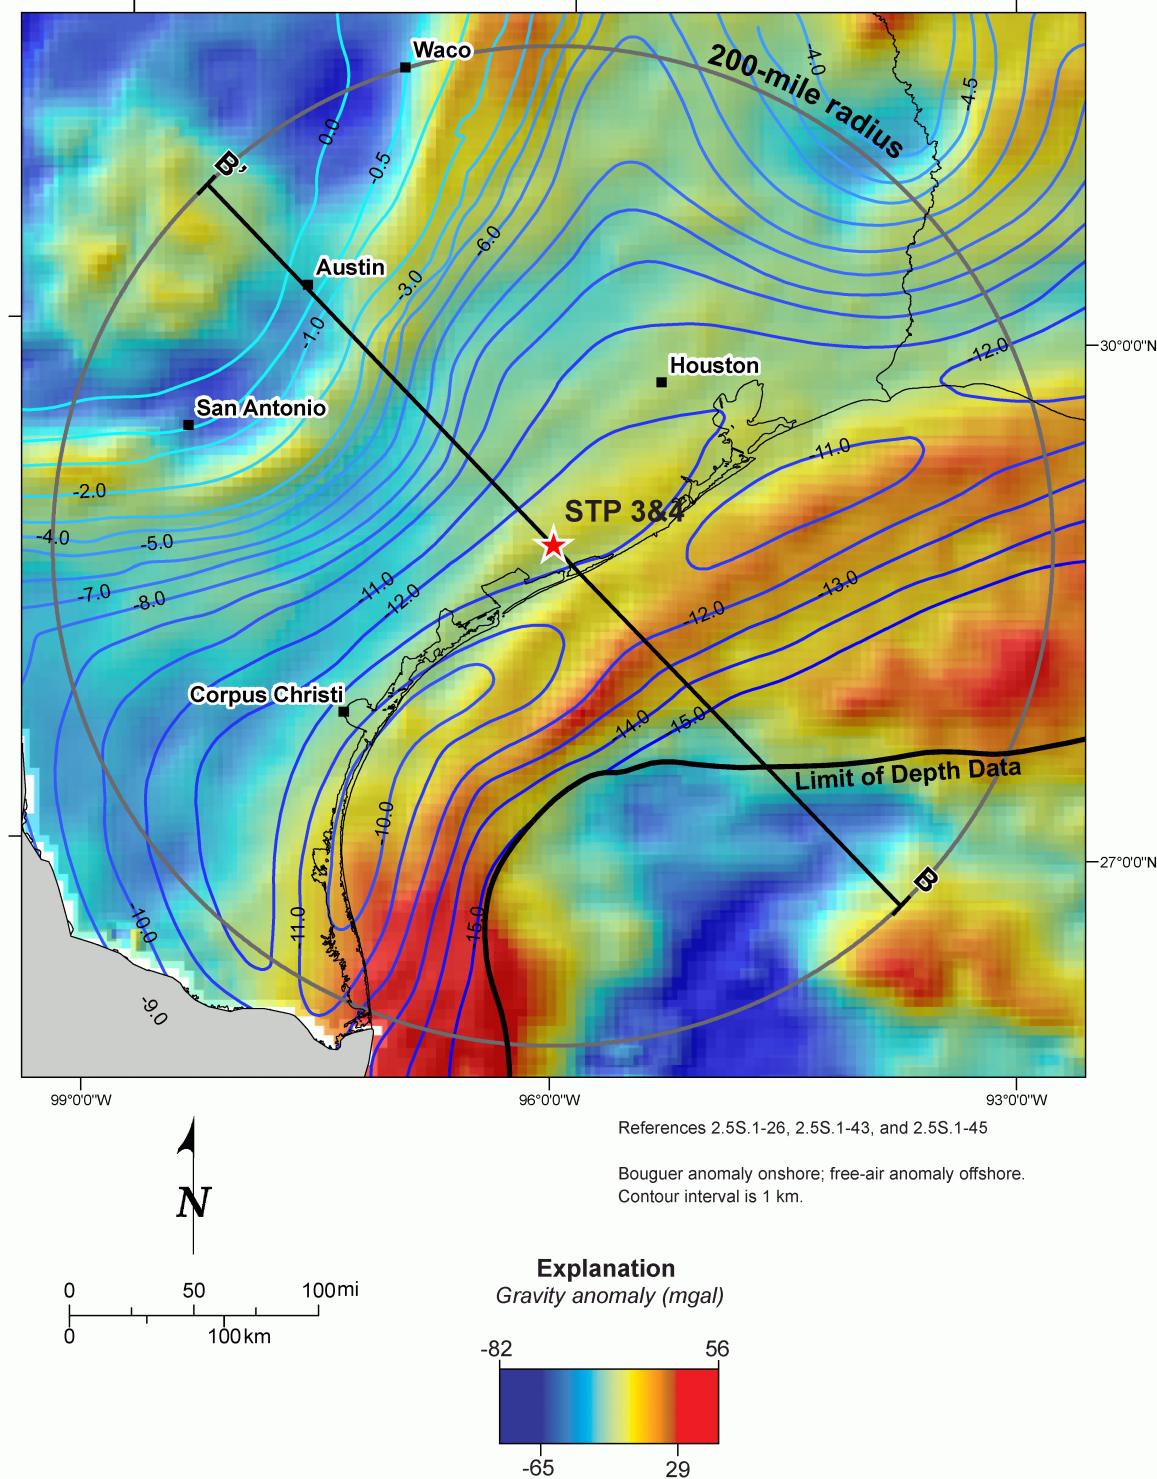 Waco
200-mile radius
-4.0
-4.5
0.0
-0.5
B'
-6.0
Austin
-3.0
-1.0
30°0'0"N
-12.0
Houston
San Antonio
-11.0
-2.0
STP 3&4
-4.0
-5.0
-7.0
-8.0
-11.0
-12.0
-13.0
-12.0
Corpus Christi
14.0
15.0
Limit of Depth Data
-10.0
27°0'0"N
B
-10.0
-11.0
15.0
-9.0
99°0'0"W
96°0'0"W
93°0'0"W
References 2.5S.1-26, 2.5S.1-43, and 2.5S.1-45
Bouguer anomaly onshore; free-air anomaly offshore.
Contour interval is 1 km.
N
Explanation
Gravity anomaly (mgal)
0 50 100mi
0 100km
-82 56
-65 29